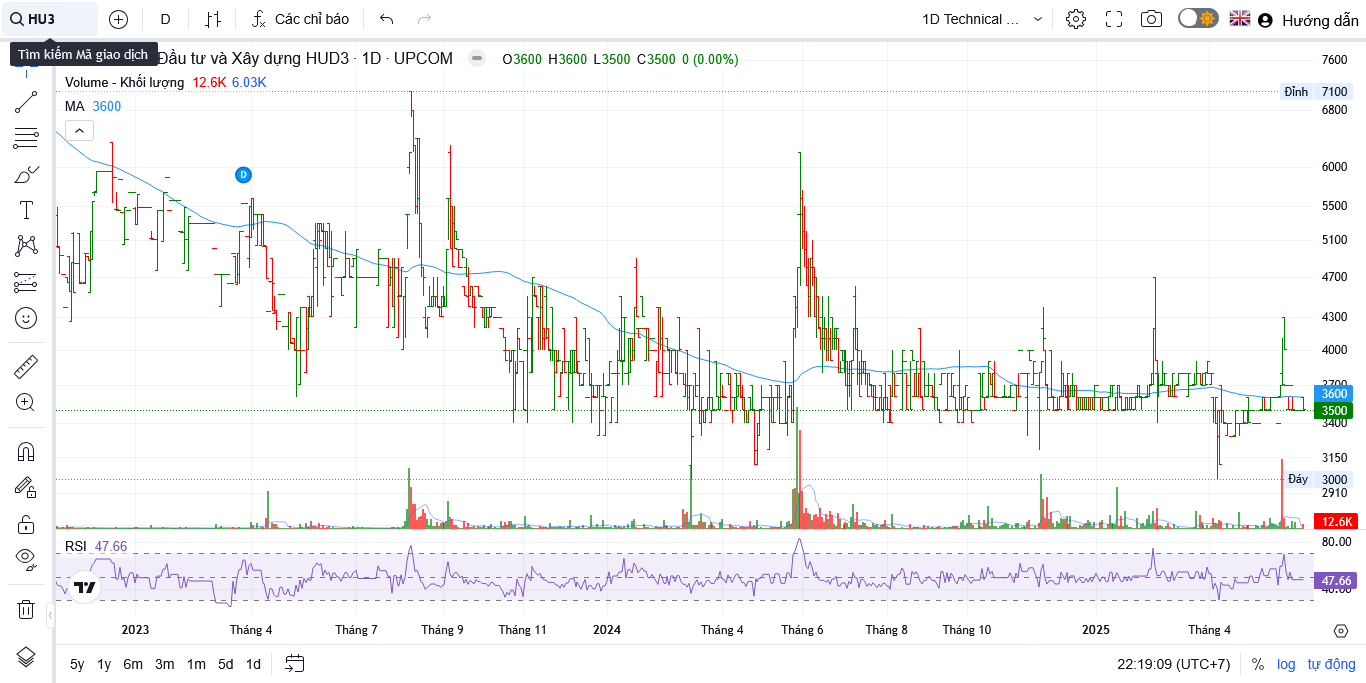 HU3
D
Các chỉ báo
1D Technical ...
Hướng dẫn
Tìm kiếm Mã giao dịch
Đầu tư và Xây dựng HUD3 · 1D · UPCOM
O3600 H3600 L3500 C3500 0 (0.00%)
Volume - Khối lượng 12.6K 6.03K
MA 3600
D
7600
Đỉnh 7100
6800
6000
5500
5100
4700
4300
4000
3700
3600
3500
3400
3150
Đáy 3000
2910
12.6K
RSI 47.66
80.00
47.66
40.00
2023 Tháng 4 Tháng 7 Tháng 9 Tháng 11 2024 Tháng 4 Tháng 6 Tháng 8 Tháng 10 2025 Tháng 4
5y 1y 6m 3m 1m 5d 1d
22:19:09 (UTC+7) % log tự động